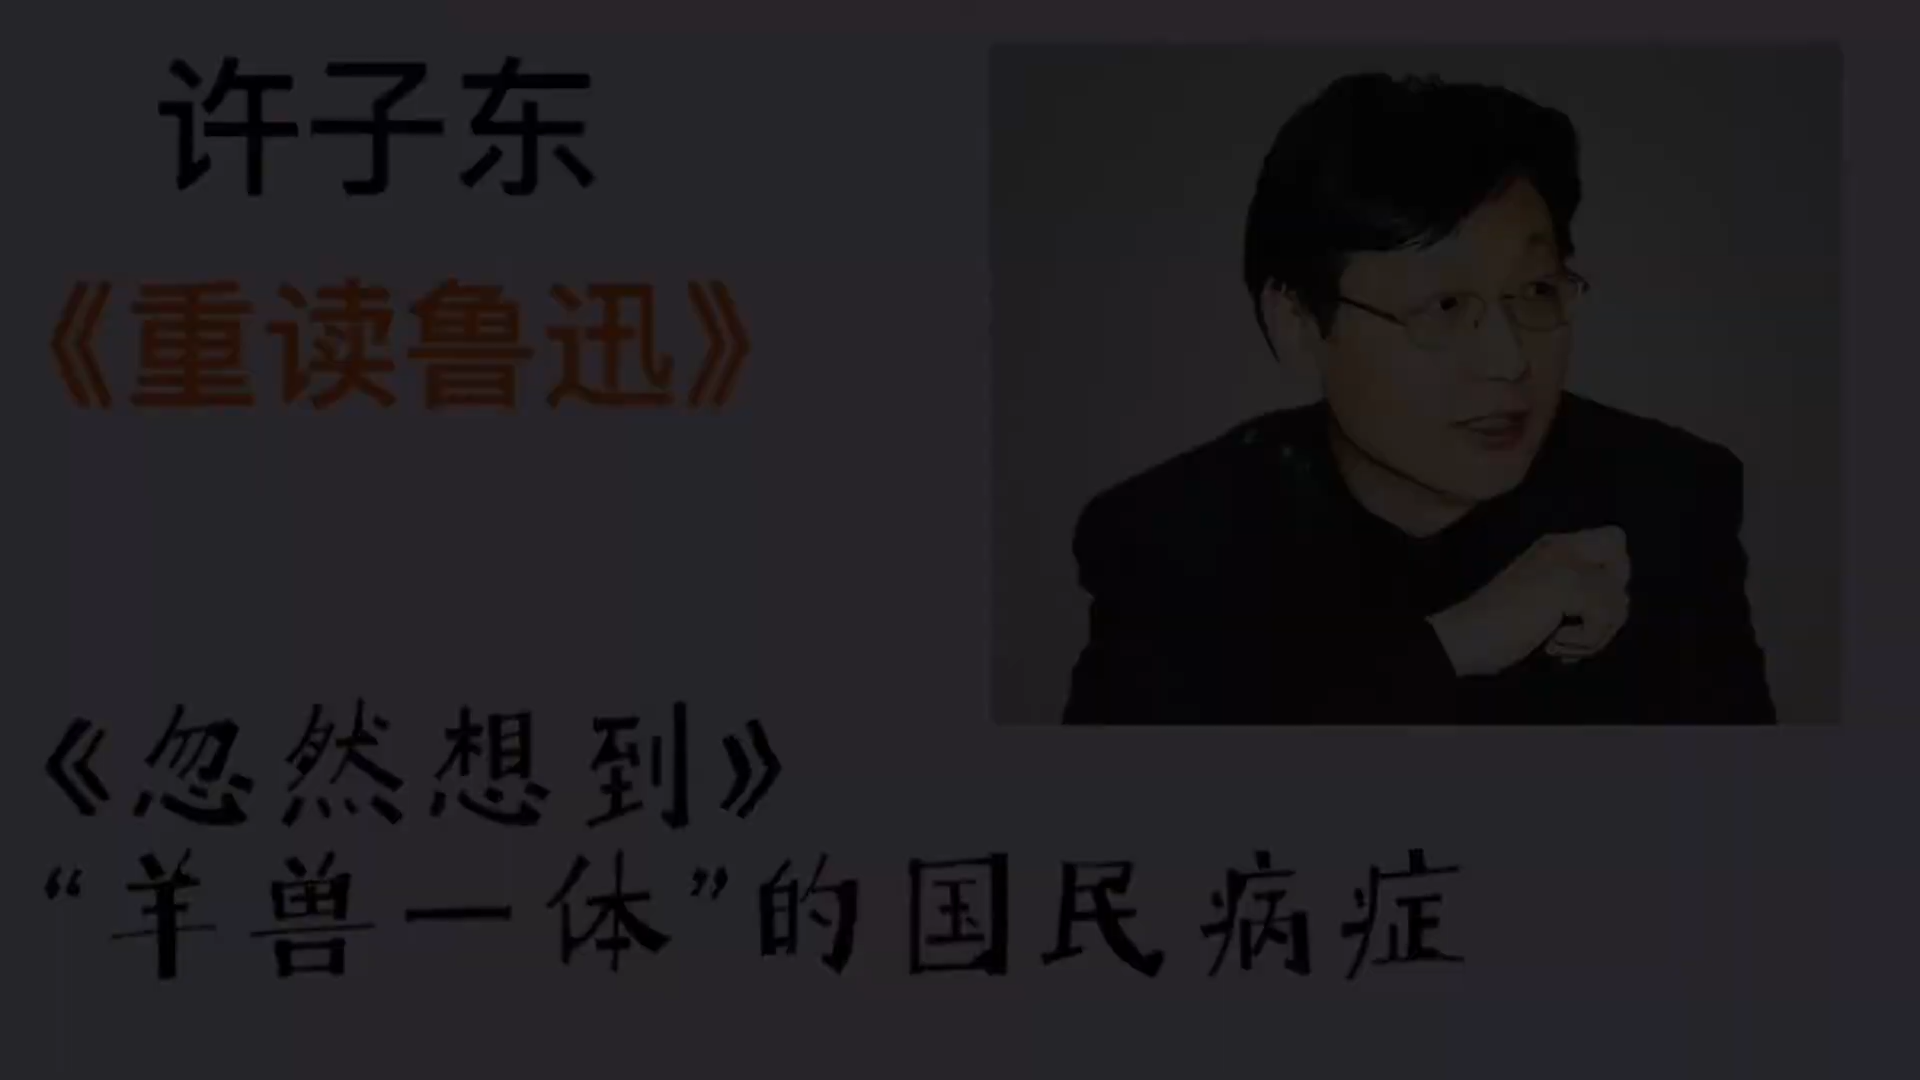 许子东
《重读鲁迅》
《忽然想到》
“羊兽一体”的国民病症